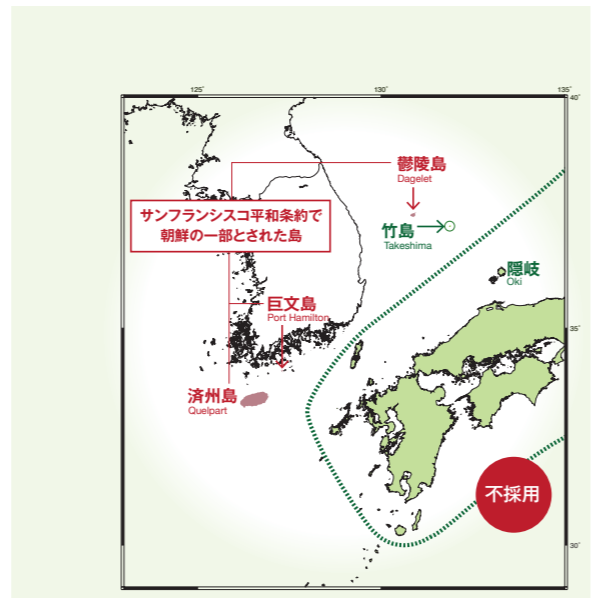 125°
130°
135°
40°
鬱陵島
Dagelet
サンフランシスコ平和条約で
朝鮮の一部とされた島
竹島
Takeshima
隠岐
Oki
巨文島
Port Hamilton
35°
済州島
Quelpart
不採用
30°